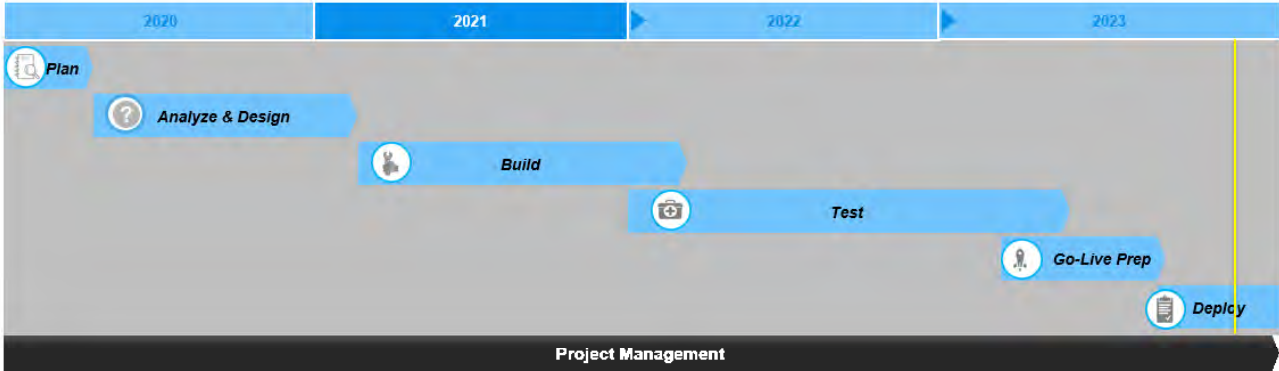 2020 2021 2022 2023
Plan
Analyze & Design
Build
Test
Go-Live Prep
Deploy
Project Management